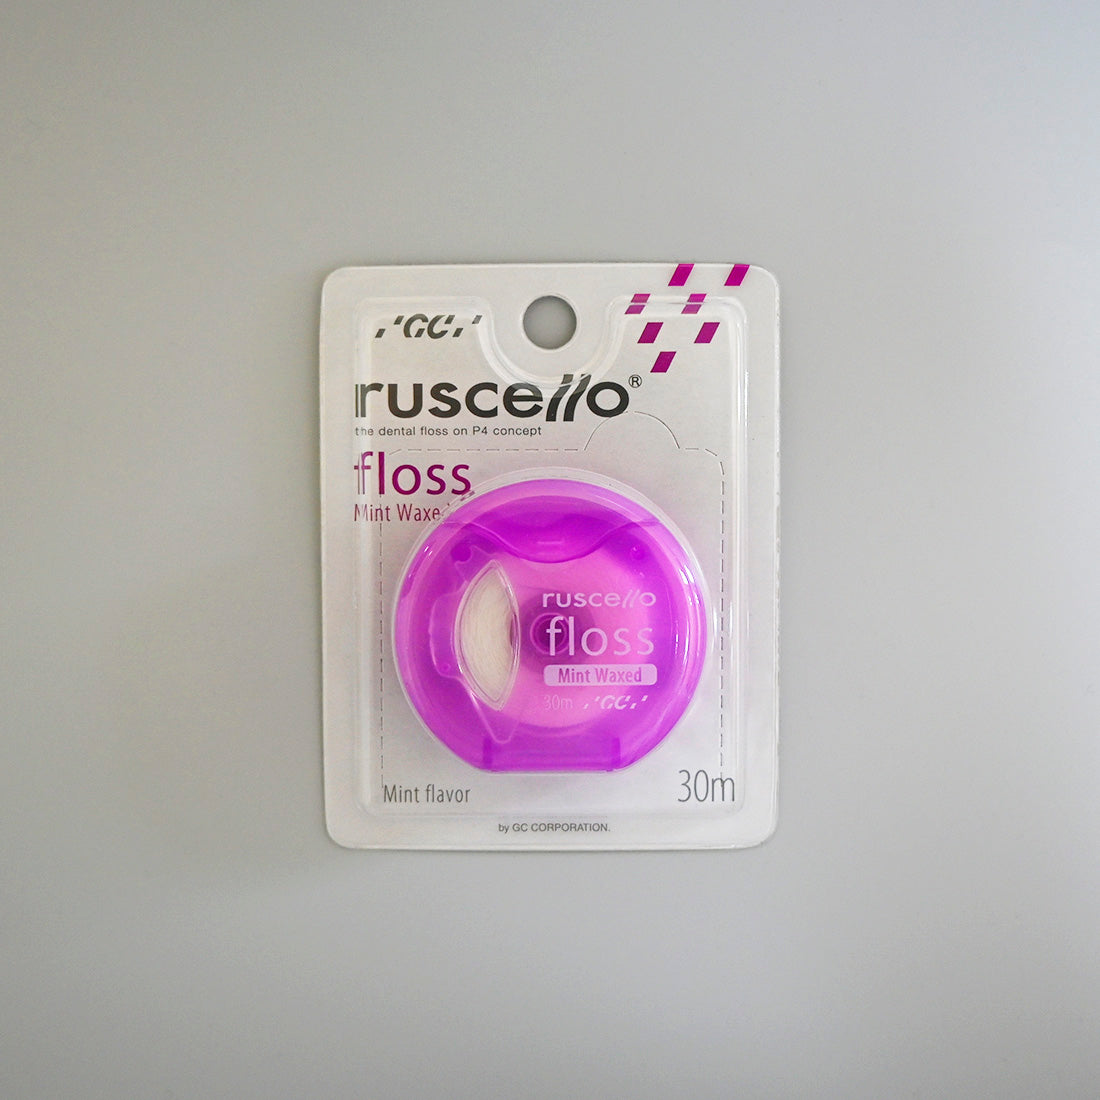 GC
ruscello®
the dental floss on P4 concept
floss
Mint Waxe
ruscello
floss
Mint Waxed
30m GC
Mint flavor
30m
by GC CORPORATION.